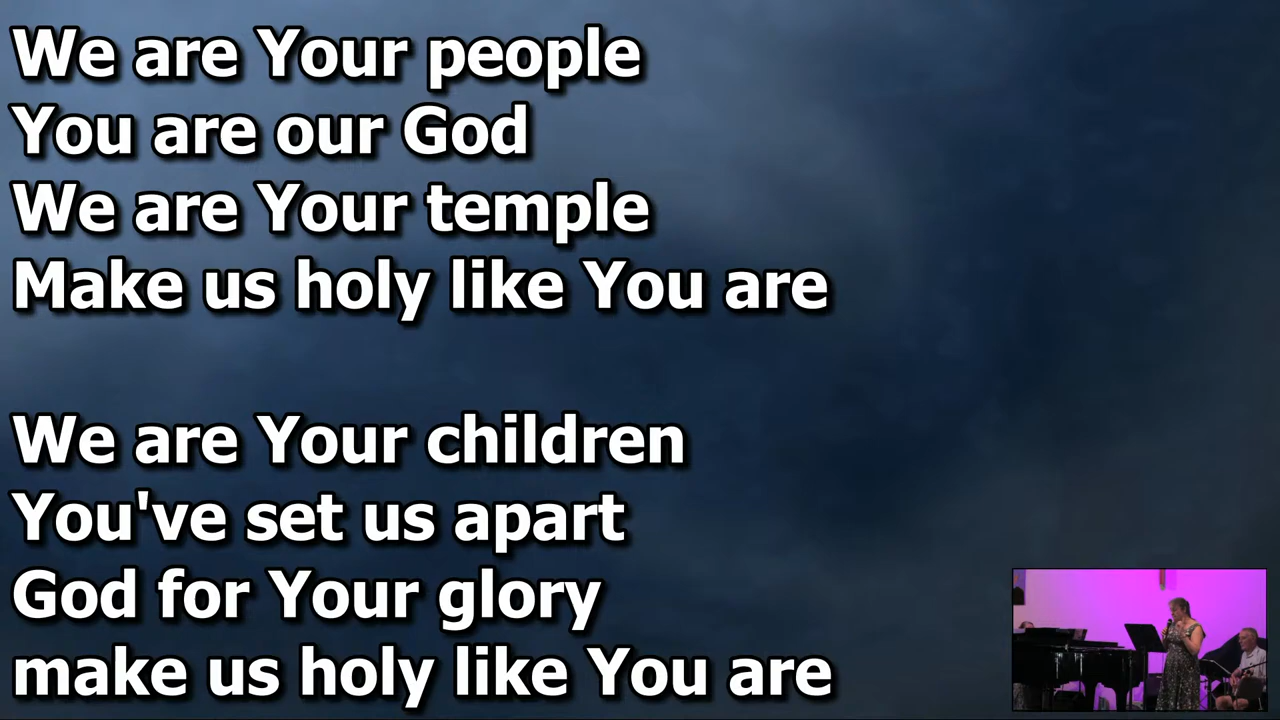 We are Your people
You are our God
We are Your temple
Make us holy like You are
We are Your children
You've set us apart
God for Your glory
make us holy like You are